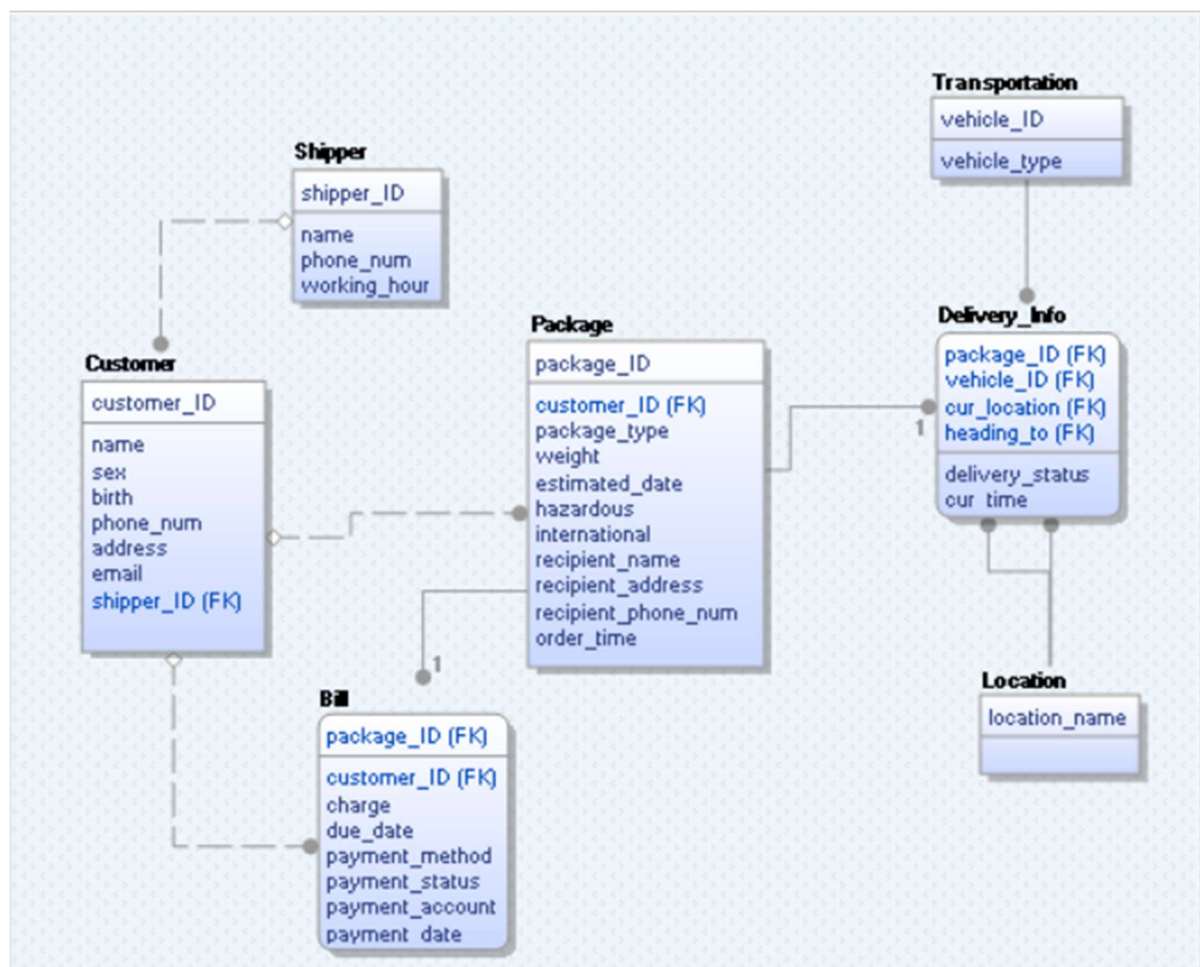 Transportation
vehicle_ID
vehicle_type
Shipper
shipper_ID
name
phone_num
working_hour
Package
package_ID
customer_ID (FK)
package_type
weight
estimated_date
hazardous
international
recipient_name
recipient_address
recipient_phone_num
order_time
Delivery_Info
package_ID (FK)
vehicle_ID (FK)
cur_location (FK)
heading_to (FK)
delivery_status
cur_time
1
Customer
customer_ID
name
sex
birth
phone_num
address
email
shipper_ID (FK)
1
Bill
package_ID (FK)
customer_ID (FK)
charge
due_date
payment_method
payment_status
payment_account
payment_date
Location
location_name